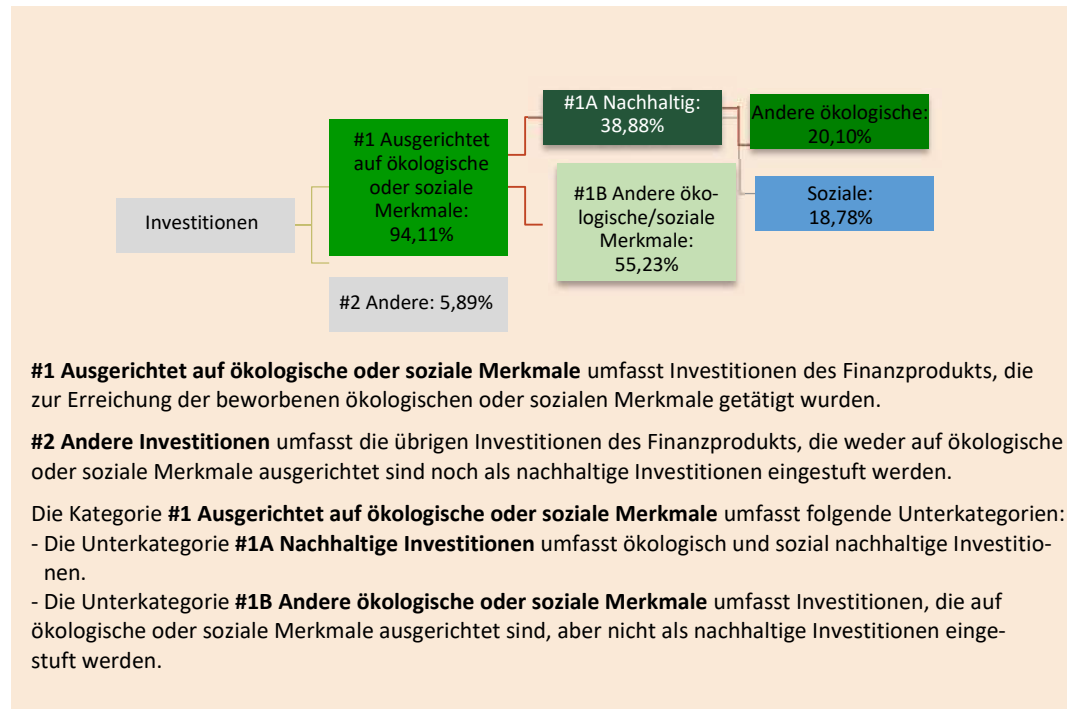 #1A Nachhaltig:
38,88%
Andere ökologische:
20,10%
#1 Ausgerichtet
auf ökologische
oder soziale
Merkmale:
94,11%
#1B Andere öko-
logische/soziale
Merkmale:
55,23%
Soziale:
18,78%
Investitionen
#2 Andere: 5,89%
#1 Ausgerichtet auf ökologische oder soziale Merkmale umfasst Investitionen des Finanzprodukts, die
zur Erreichung der beworbenen ökologischen oder sozialen Merkmale getätigt wurden.
#2 Andere Investitionen umfasst die übrigen Investitionen des Finanzprodukts, die weder auf ökologische
oder soziale Merkmale ausgerichtet sind noch als nachhaltige Investitionen eingestuft werden.
Die Kategorie #1 Ausgerichtet auf ökologische oder soziale Merkmale umfasst folgende Unterkategorien:
- Die Unterkategorie #1A Nachhaltige Investitionen umfasst ökologisch und sozial nachhaltige Investitio-
nen.
- Die Unterkategorie #1B Andere ökologische oder soziale Merkmale umfasst Investitionen, die auf
ökologische oder soziale Merkmale ausgerichtet sind, aber nicht als nachhaltige Investitionen einge-
stuft werden.